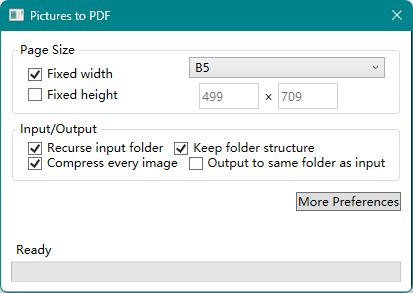 Pictures to PDF
Page Size
Fixed width
B5
Fixed height
499 x 709
Input/Output
Recurse input folder Keep folder structure
Compress every image Output to same folder as input
More Preferences
Ready